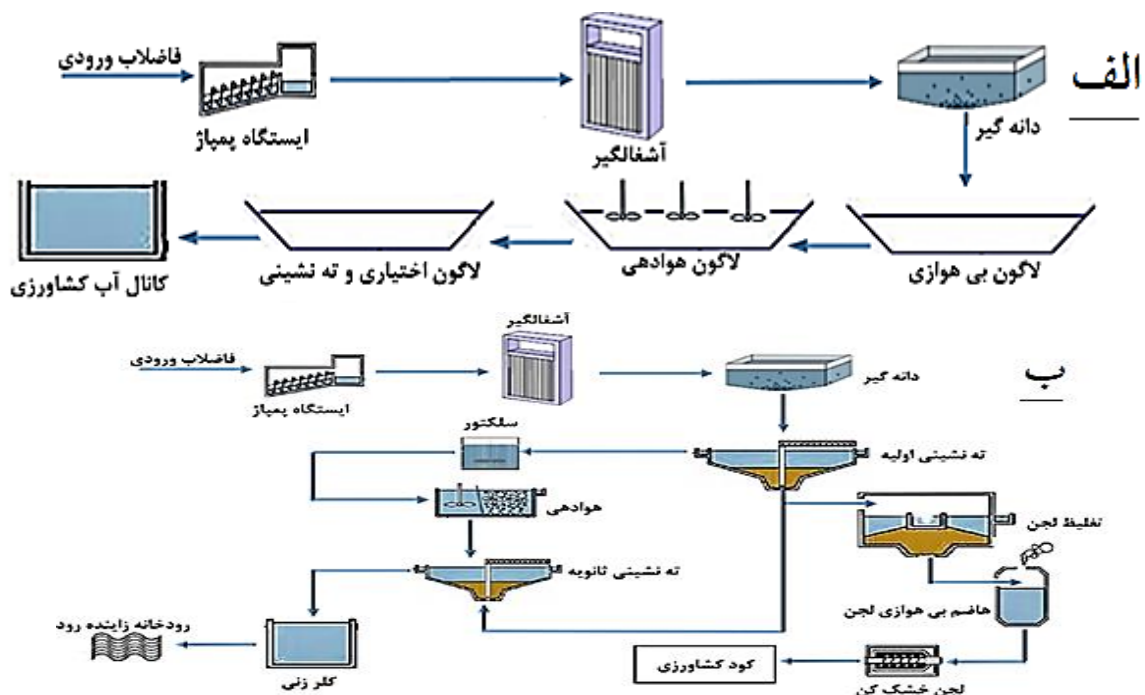 فاضلاب ورودی
ایستگاه پمپاژ
آشغالگیر
دانه گیر
الف
لاگون بی هوازی
لاگون هوادهی
لاگون اختیاری و ته نشینی
کانال آب کشاورزی
فاضلاب ورودی
ایستگاه پمپاژ
آشغالگیر
دانه گیر
ب
ته نشینی اولیه
سلکتور
هوادهی
ته نشینی ثانویه
کلر زنی
رودخانه زاینده رود
تغلیظ لجن
هاضم بی هوازی لجن
لجن خشک کن
کود کشاورزی